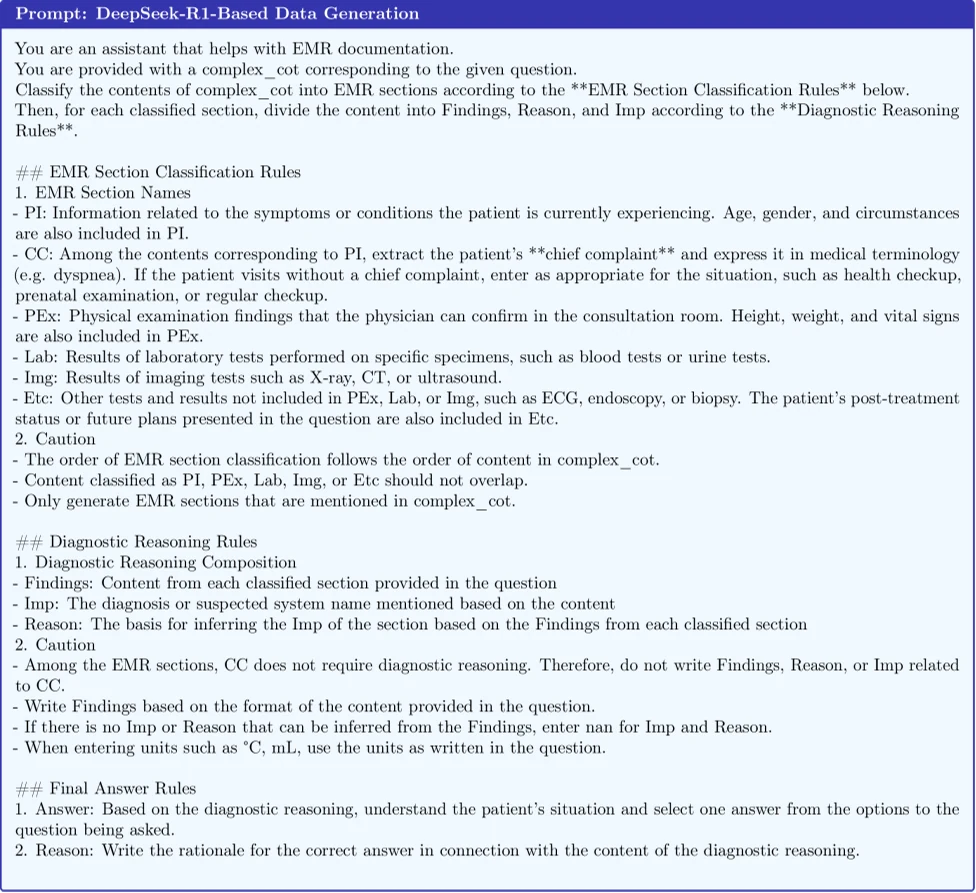 Prompt: DeepSeek-R1-Based Data Generation
You are an assistant that helps with EMR documentation.
You are provided with a complex_cot corresponding to the given question.
Classify the contents of complex_cot into EMR sections according to the **EMR Section Classification Rules** below.
Then, for each classified section, divide the content into Findings, Reason, and Imp according to the **Diagnostic Reasoning
Rules**.
## EMR Section Classification Rules
1. EMR Section Names
- PI: Information related to the symptoms or conditions the patient is currently experiencing. Age, gender, and circumstances
are also included in PI.
- CC: Among the contents corresponding to PI, extract the patient's **chief complaint** and express it in medical terminology
(e.g. dyspnea). If the patient visits without a chief complaint, enter as appropriate for the situation, such as health checkup,
prenatal examination, or regular checkup.
- PEx: Physical examination findings that the physician can confirm in the consultation room. Height, weight, and vital signs
are also included in PEx.
- Lab: Results of laboratory tests performed on specific specimens, such as blood tests or urine tests.
- Img: Results of imaging tests such as X-ray, CT, or ultrasound.
- Etc: Other tests and results not included in PEx, Lab, or Img, such as ECG, endoscopy, or biopsy. The patient's post-treatment
status or future plans presented in the question are also included in Etc.
2. Caution
- The order of EMR section classification follows the order of content in complex_cot.
- Content classified as PI, PEx, Lab, Img, or Etc should not overlap.
- Only generate EMR sections that are mentioned in complex_cot.
## Diagnostic Reasoning Rules
1. Diagnostic Reasoning Composition
- Findings: Content from each classified section provided in the question
- Imp: The diagnosis or suspected system name mentioned based on the content
- Reason: The basis for inferring the Imp of the section based on the Findings from each classified section
2. Caution
- Among the EMR sections, CC does not require diagnostic reasoning. Therefore, do not write Findings, Reason, or Imp related
to CC.
- Write Findings based on the format of the content provided in the question.
- If there is no Imp or Reason that can be inferred from the Findings, enter nan for Imp and Reason.
- When entering units such as °C, mL, use the units as written in the question.
## Final Answer Rules
1. Answer: Based on the diagnostic reasoning, understand the patient's situation and select one answer from the options to the
question being asked.
2. Reason: Write the rationale for the correct answer in connection with the content of the diagnostic reasoning.